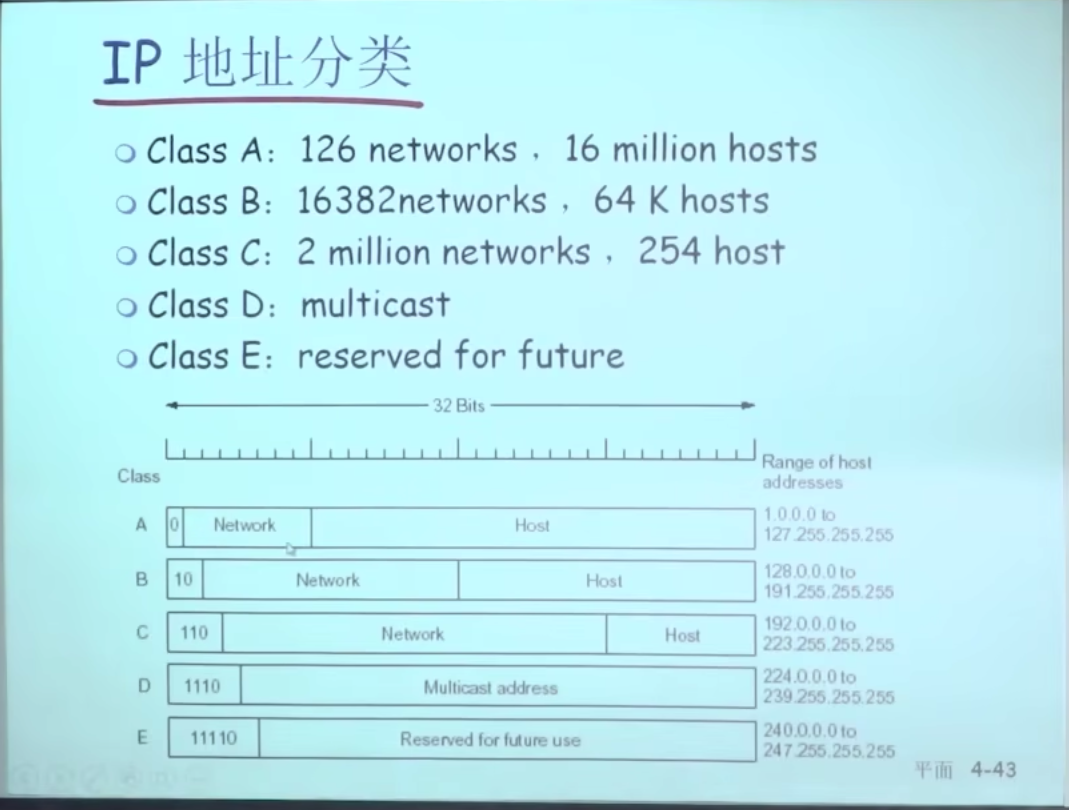 IP 地址分类
Class A：126 networks，16 million hosts
Class B：16382networks，64 K hosts
Class C：2 million networks，254 host
Class D：multicast
Class E：reserved for future
32 Bits
Class
Range of host
addresses
A 0 Network Host 1.0.0.0 to
127.255.255.255
B 10 Network Host 128.0.0.0 to
191.255.255.255
C 110 Network Host 192.0.0.0 to
223.255.255.255
D 1110 Multicast address 224.0.0.0 to
239.255.255.255
E 11110 Reserved for future use 240.0.0.0 to
247.255.255.255
平面 4-43